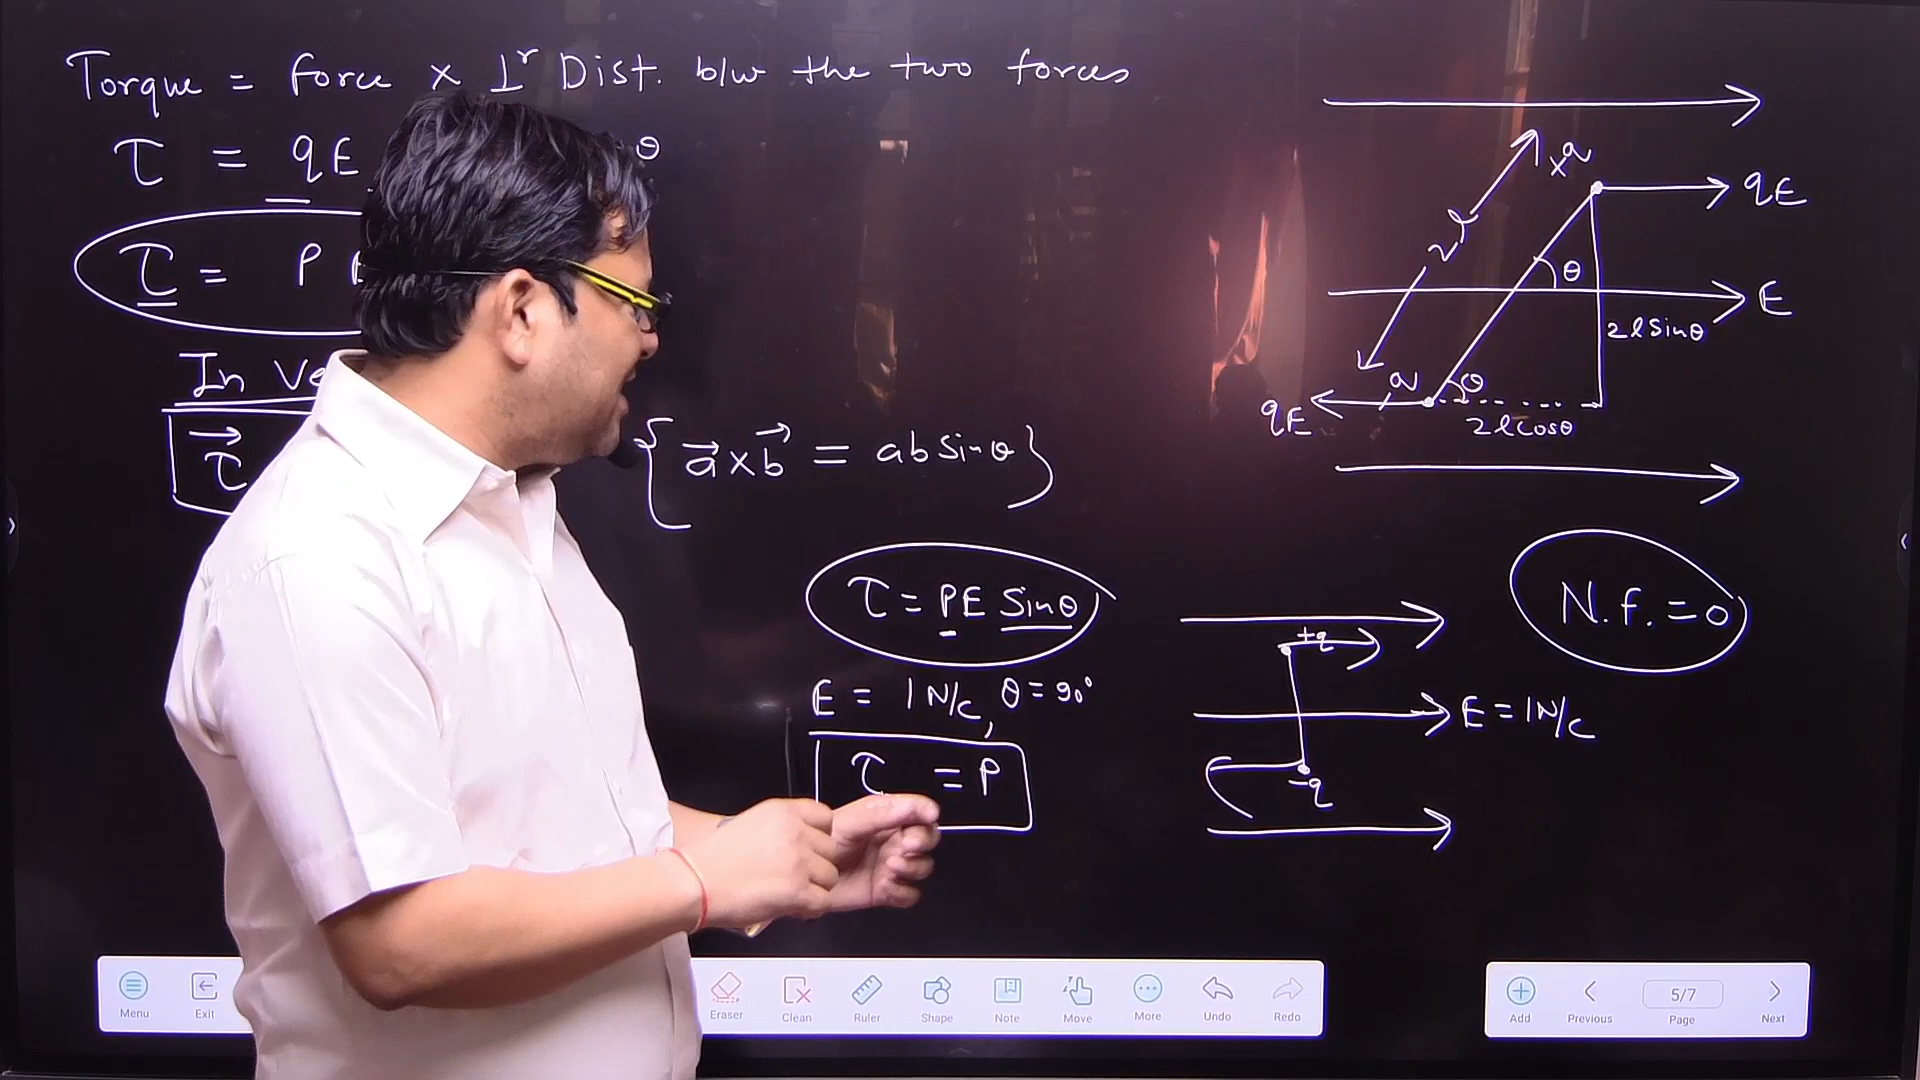 Torque = force × ⊥r Dist. b/w the two forces
τ = qE θ
τ = P
In Ve
τ⃗
{ a⃗ × b⃗ = ab sinθ }
τ = PE Sinθ
E = 1 N/C, θ = 90°
τ = P
qE
θ
E
2l sinθ
θ
qE
2l cosθ
N.f. = 0
+q
E = 1N/C
-q
Menu Exit Eraser Clean Ruler Shape Note Move More Undo Redo
Add Previous 5/7 Page Next